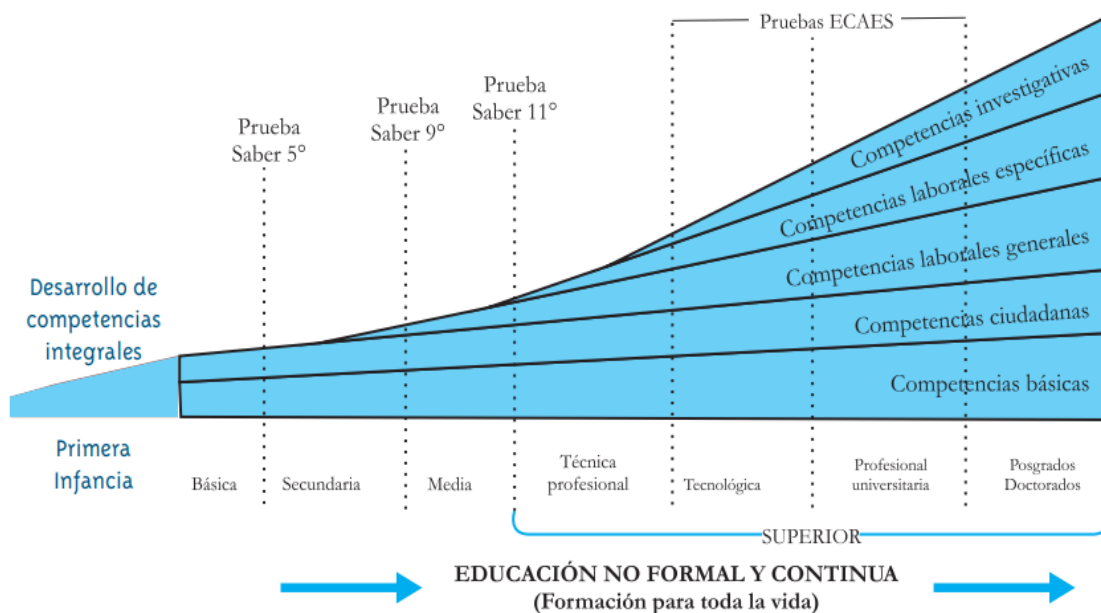 Pruebas ECAES
Prueba
Saber 11°
Prueba
Saber 9°
Prueba
Saber 5°
Competencias investigativas
Competencias laborales específicas
Competencias laborales generales
Competencias ciudadanas
Competencias básicas
Desarrollo de
competencias
integrales
Primera
Infancia
Básica
Secundaria
Media
Técnica
profesional
Tecnológica
Profesional
universitaria
Posgrados
Doctorados
SUPERIOR
EDUCACIÓN NO FORMAL Y CONTINUA
(Formación para toda la vida)